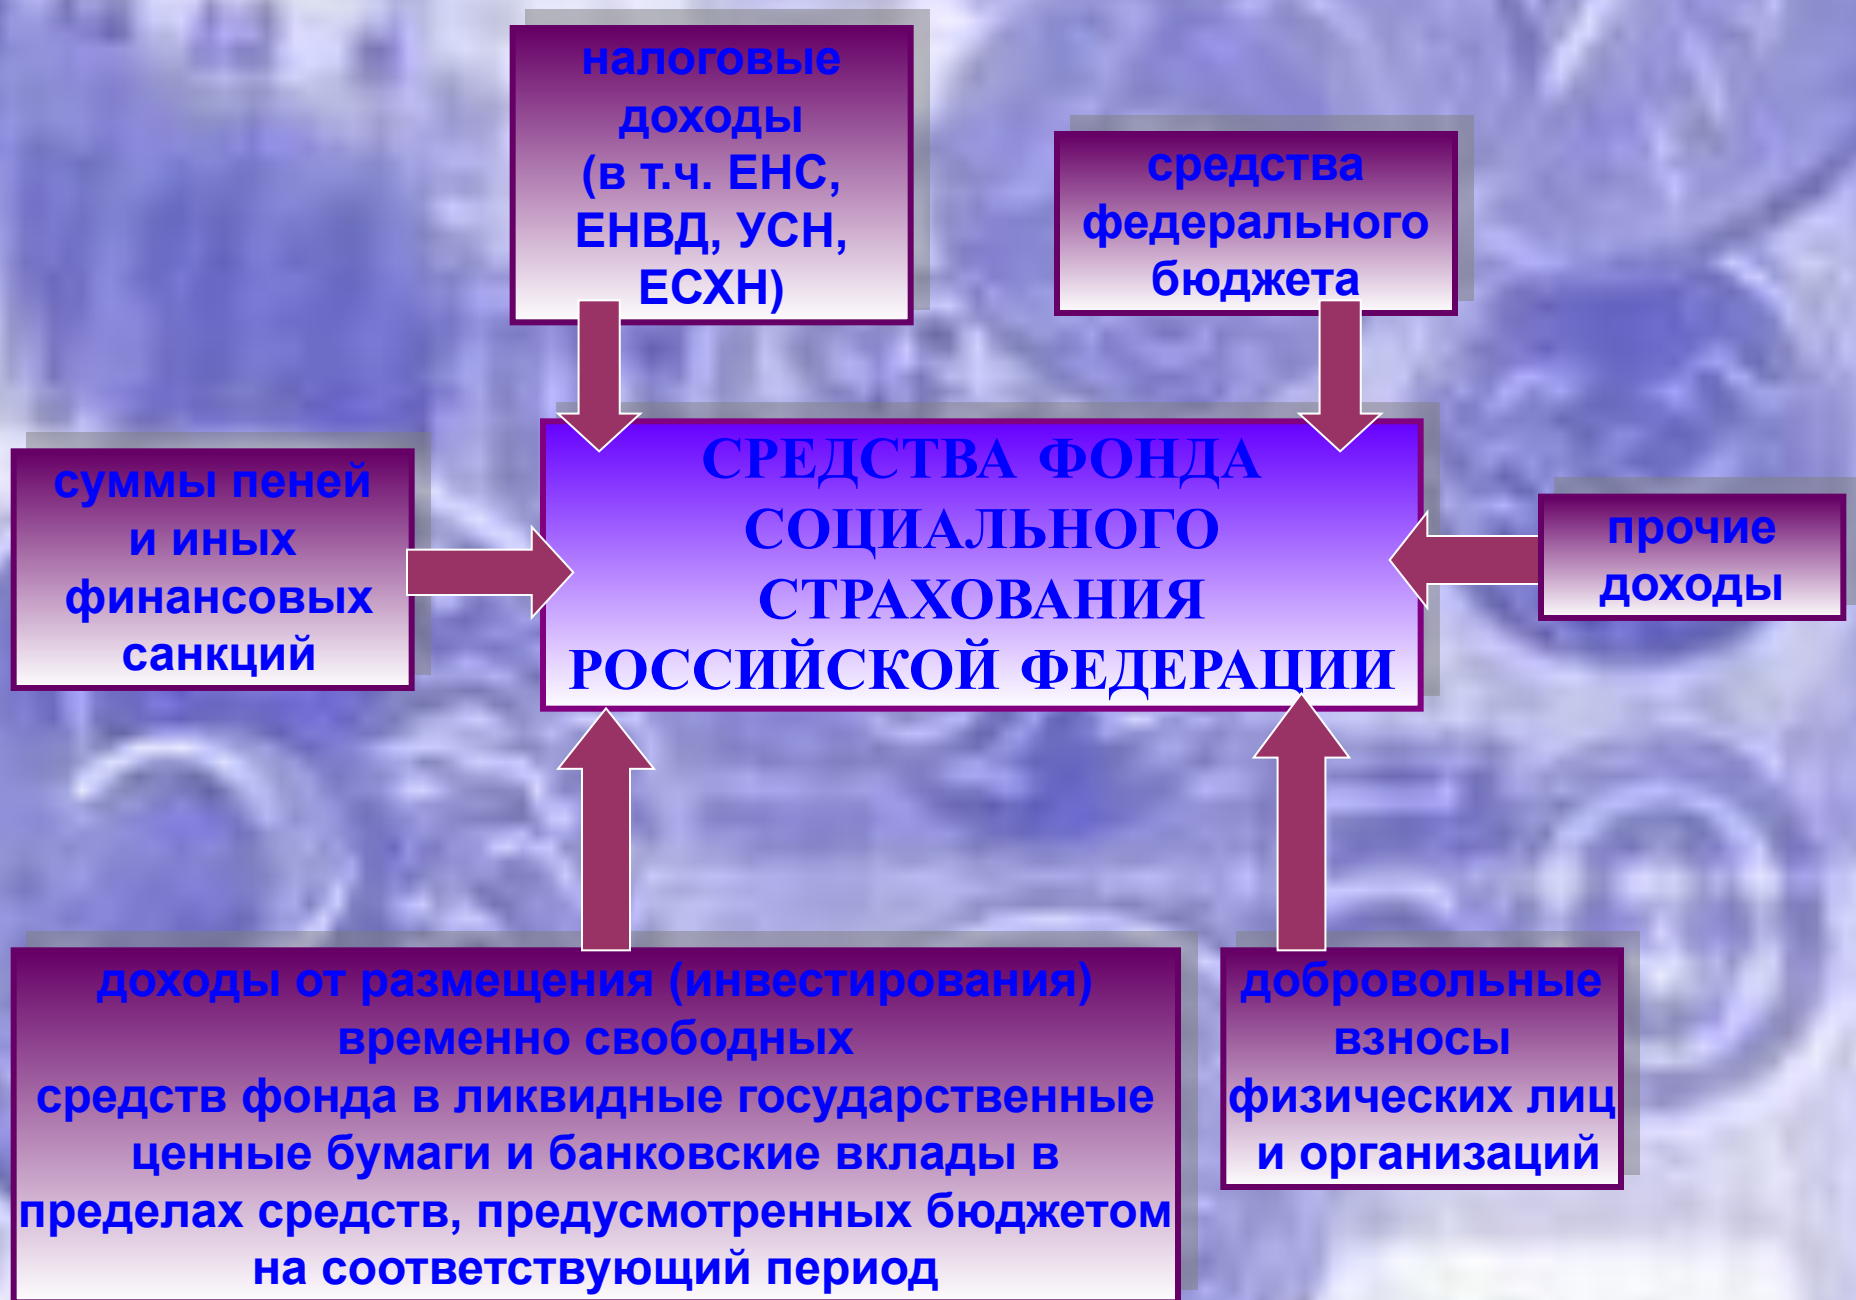 налоговые
доходы
(в т.ч. ЕНС,
ЕНВД, УСН,
ЕСХН)
средства
федерального
бюджета
суммы пеней
и иных
финансовых
санкций
СРЕДСТВА ФОНДА
СОЦИАЛЬНОГО
СТРАХОВАНИЯ
РОССИЙСКОЙ ФЕДЕРАЦИИ
прочие
доходы
доходы от размещения (инвестирования)
временно свободных
средств фонда в ликвидные государственные
ценные бумаги и банковские вклады в
пределах средств, предусмотренных бюджетом
на соответствующий период
добровольные
взносы
физических лиц
и организаций